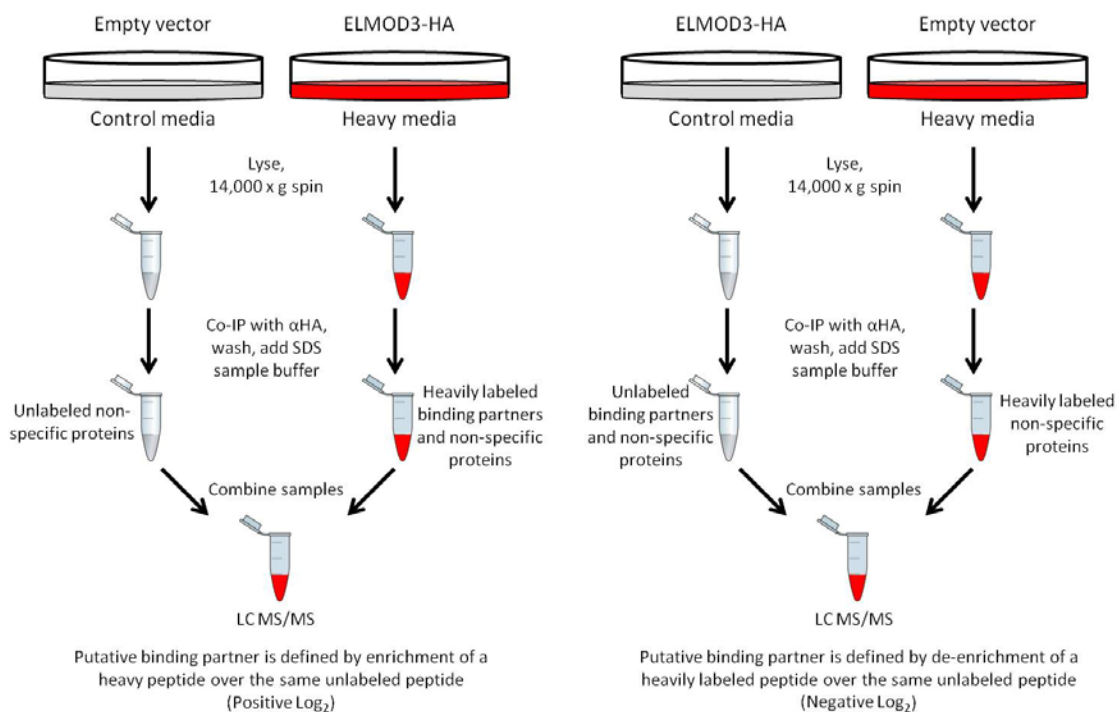 Empty vector
ELMOD3-HA
Control media
Heavy media
Lyse,
14,000 x g spin
Co-IP with αHA,
wash, add SDS
sample buffer
Unlabeled non-
specific proteins
Heavily labeled
binding partners
and non-specific
proteins
Combine samples
LC MS/MS
Putative binding partner is defined by enrichment of a
heavy peptide over the same unlabeled peptide
(Positive Log₂)
ELMOD3-HA
Empty vector
Control media
Heavy media
Lyse,
14,000 x g spin
Co-IP with αHA,
wash, add SDS
sample buffer
Unlabeled
binding partners
and non-specific
proteins
Heavily labeled
non-specific
proteins
Combine samples
LC MS/MS
Putative binding partner is defined by de-enrichment of a
heavily labeled peptide over the same unlabeled peptide
(Negative Log₂)